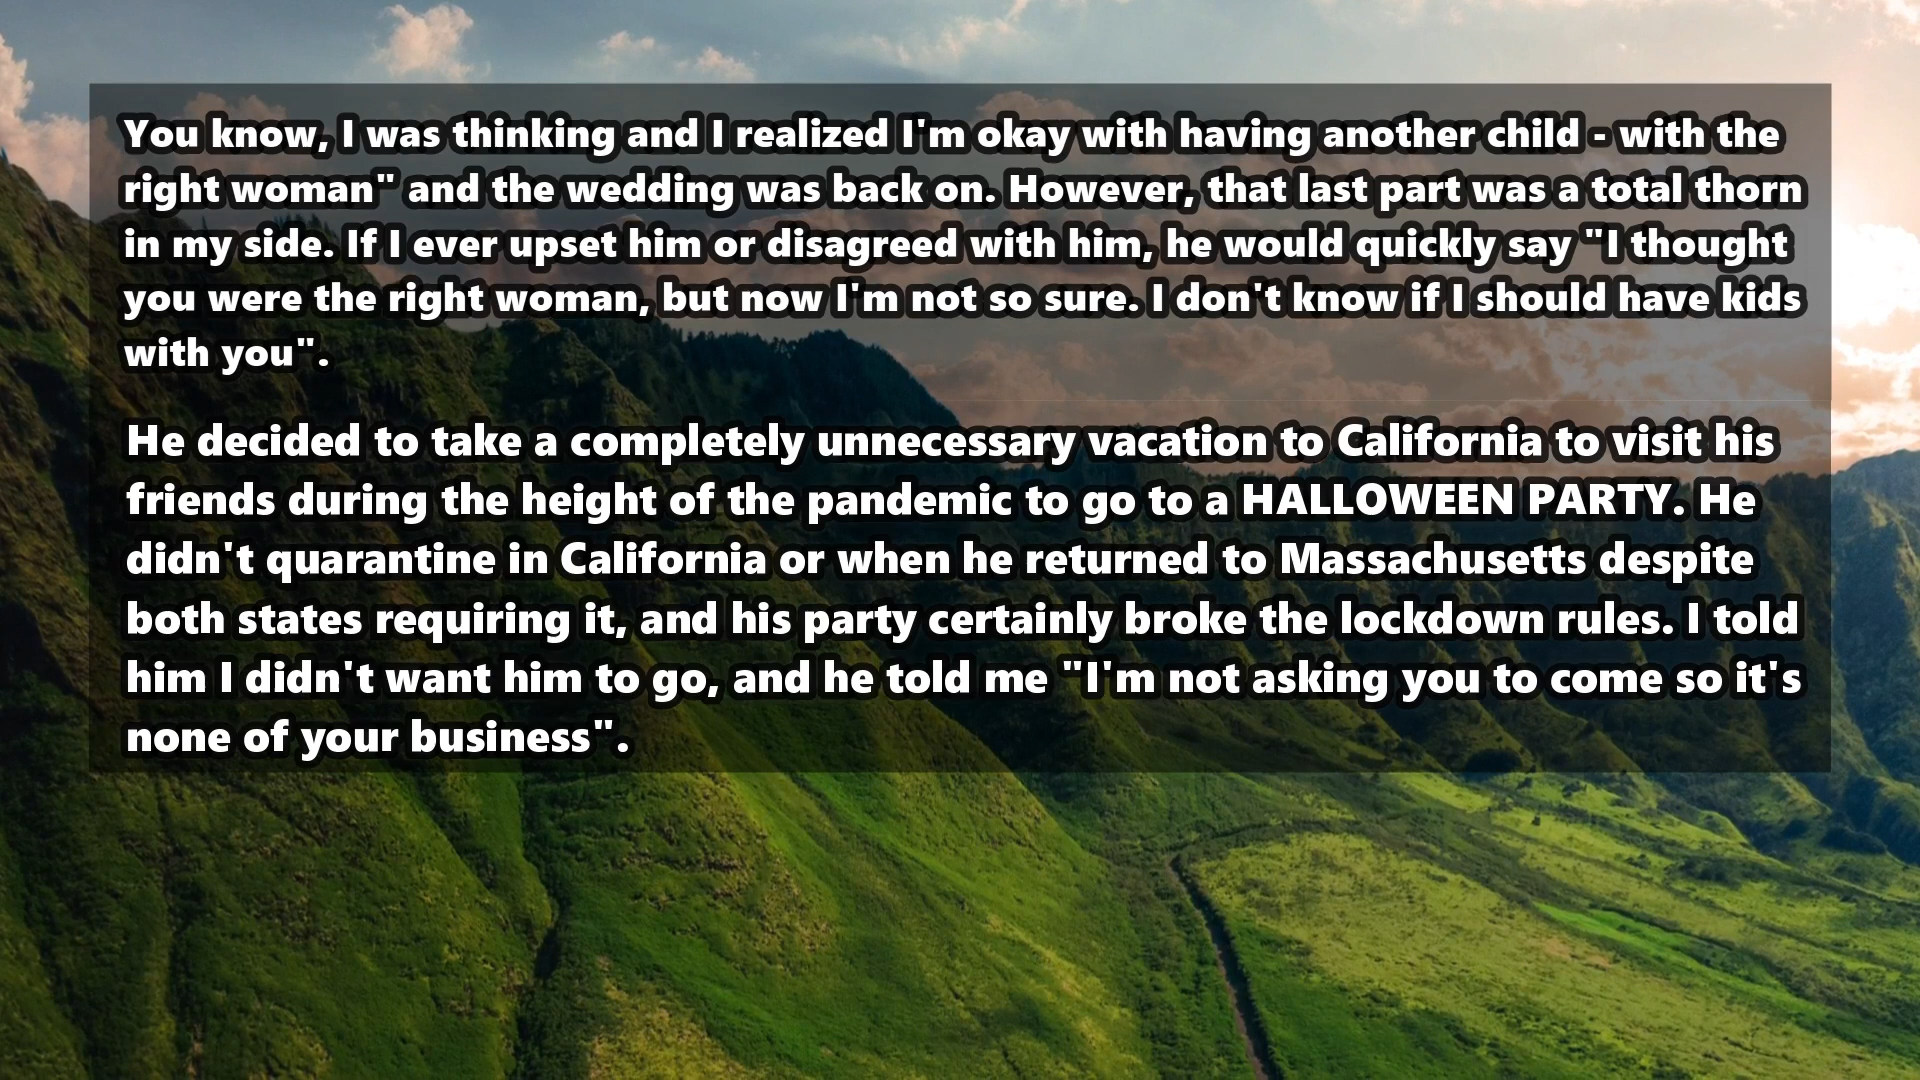 You know, I was thinking and I realized I'm okay with having another child - with the
right woman" and the wedding was back on. However, that last part was a total thorn
in my side. If I ever upset him or disagreed with him, he would quickly say "I thought
you were the right woman, but now I'm not so sure. I don't know if I should have kids
with you".
He decided to take a completely unnecessary vacation to California to visit his
friends during the height of the pandemic to go to a HALLOWEEN PARTY. He
didn't quarantine in California or when he returned to Massachusetts despite
both states requiring it, and his party certainly broke the lockdown rules. I told
him I didn't want him to go, and he told me "I'm not asking you to come so it's
none of your business".